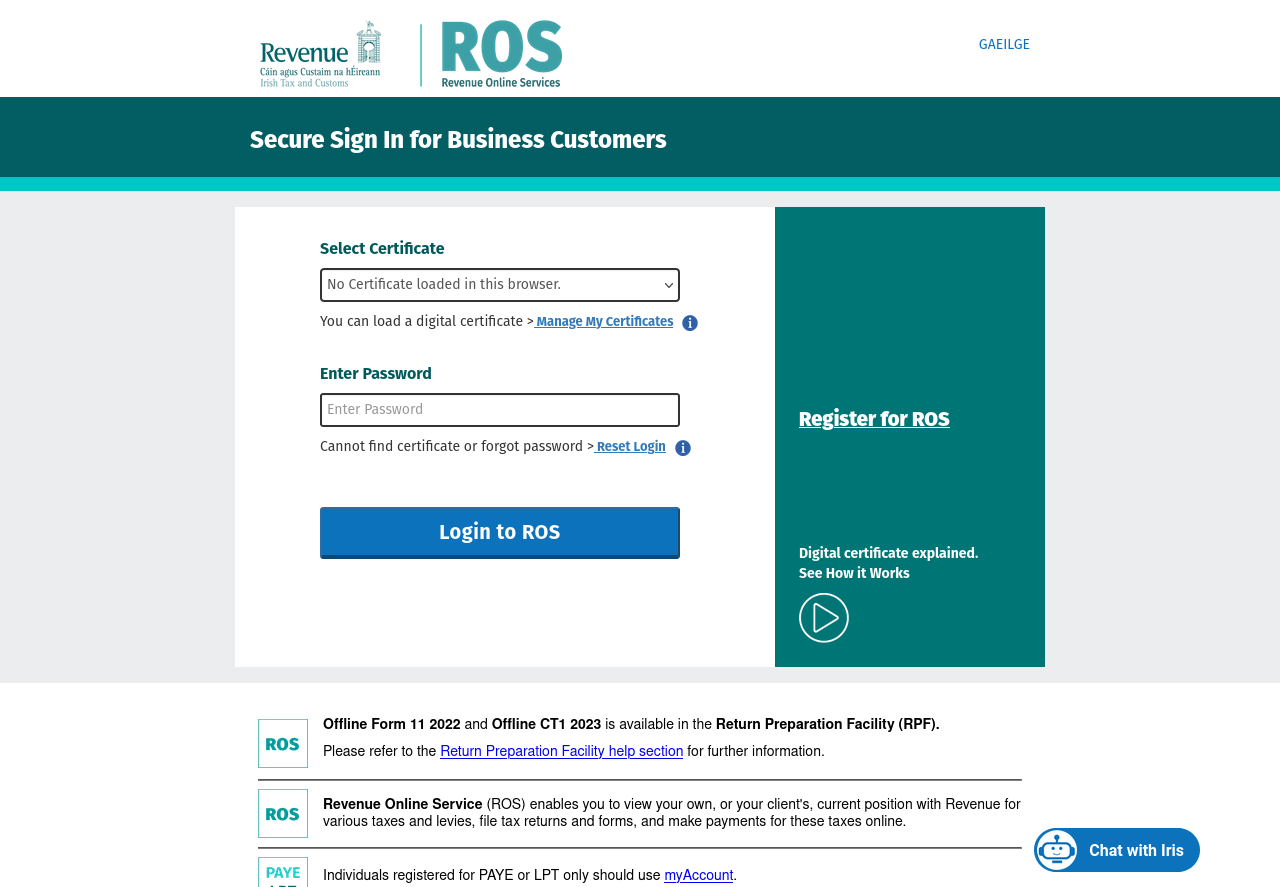 Revenue
Cáin agus Custaim na hÉireann
Irish Tax and Customs
ROS
Revenue Online Services
GAEILGE
Secure Sign In for Business Customers
Select Certificate
No Certificate loaded in this browser.
You can load a digital certificate > Manage My Certificates
Enter Password
Enter Password
Cannot find certificate or forgot password > Reset Login
Login to ROS
Register for ROS
Digital certificate explained.
See How it Works
ROS
Offline Form 11 2022 and Offline CT1 2023 is available in the Return Preparation Facility (RPF).
Please refer to the Return Preparation Facility help section for further information.
ROS
Revenue Online Service (ROS) enables you to view your own, or your client's, current position with Revenue for
various taxes and levies, file tax returns and forms, and make payments for these taxes online.
Chat with Iris
PAYE
Individuals registered for PAYE or LPT only should use myAccount.